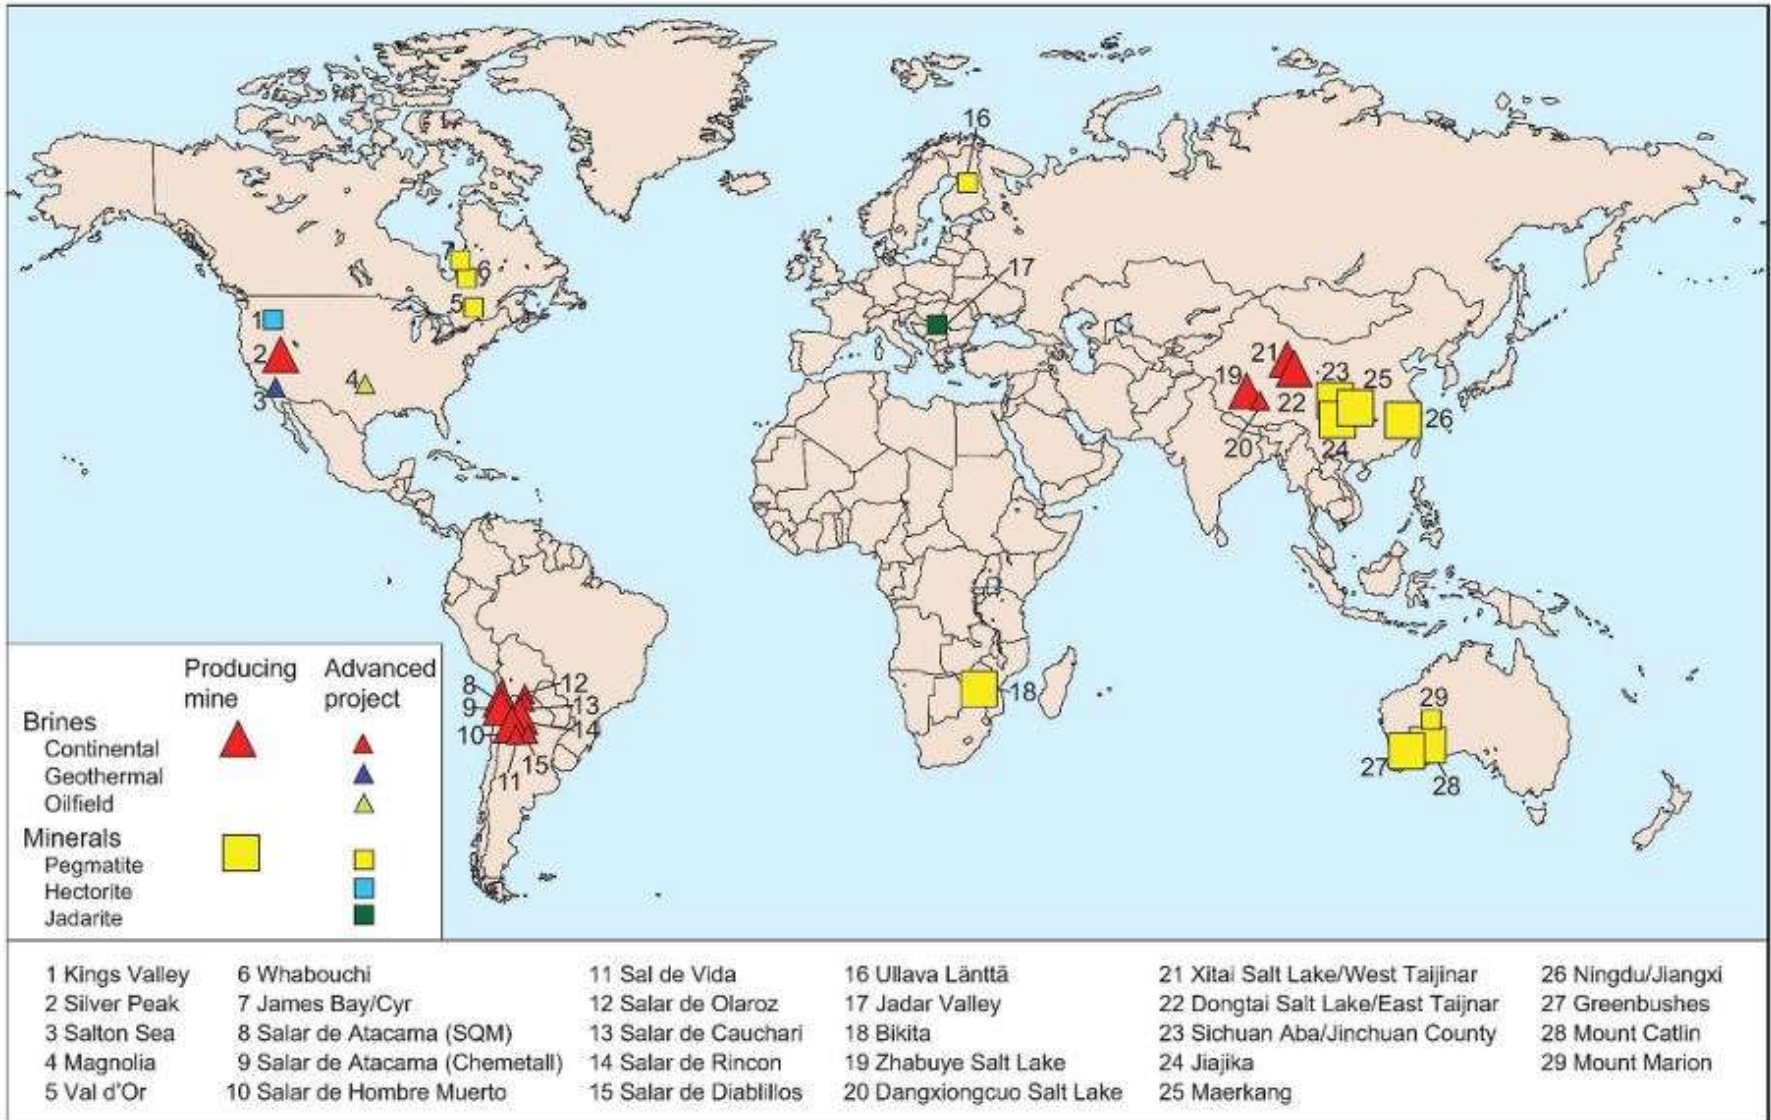 16
7
6
17
5
1
2
21
19
23
25
4
3
22
26
20
24
8
12
18
9
13
29
10
14
15
27
11
28
Producing mine
Advanced project
Brines
Continental
Geothermal
Oilfield
Minerals
Pegmatite
Hectorite
Jadarite
1 Kings Valley
2 Silver Peak
3 Salton Sea
4 Magnolia
5 Val d'Or
6 Whabouchi
7 James Bay/Cyr
8 Salar de Atacama (SQM)
9 Salar de Atacama (Chemetall)
10 Salar de Hombre Muerto
11 Sal de Vida
12 Salar de Olaroz
13 Salar de Cauchari
14 Salar de Rincon
15 Salar de Diablillos
16 Ullava Länttä
17 Jadar Valley
18 Bikita
19 Zhabuye Salt Lake
20 Dangxiongcuo Salt Lake
21 Xitai Salt Lake/West Taijinar
22 Dongtai Salt Lake/East Taijnar
23 Sichuan Aba/Jinchuan County
24 Jiajika
25 Maerkang
26 Ningdu/Jiangxi
27 Greenbushes
28 Mount Catlin
29 Mount Marion